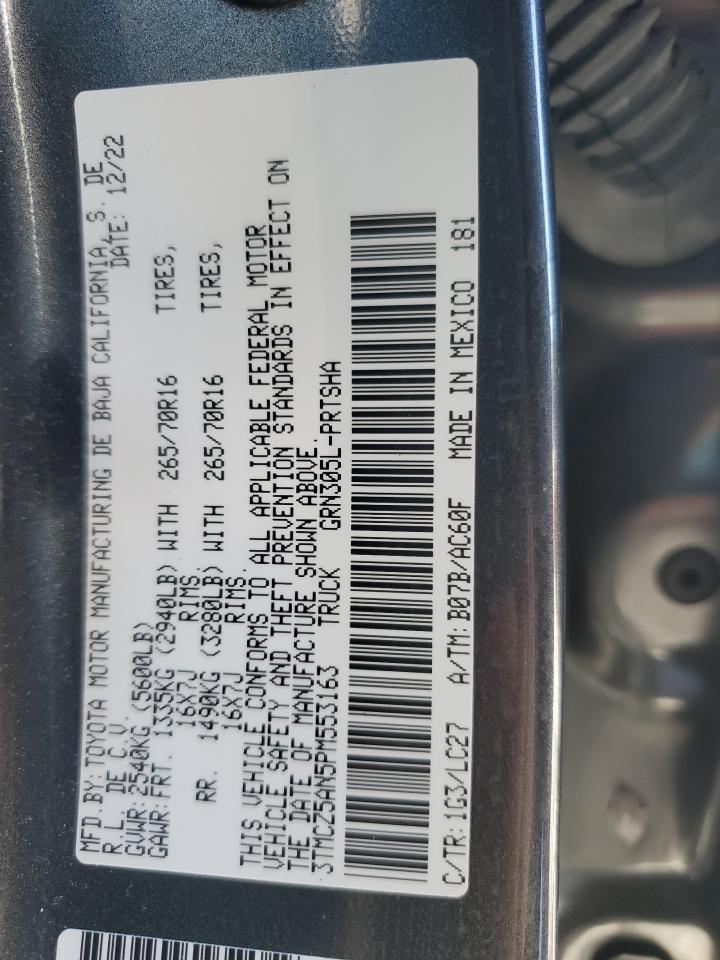 MFD.BY:TOYOTA MOTOR MANUFACTURING DE BAJA CALIFORNIA, S. DE
R. L. DE C.V. DATE: 12/22
GVWR:2540KG (5600LB)
GAWR:FRT. 1335KG (2940LB) WITH 265/70R16 TIRES,
16X7J RIMS
RR. 1490KG (3280LB) WITH 265/70R16 TIRES,
16X7J RIMS.
THIS VEHICLE CONFORMS TO ALL APPLICABLE FEDERAL MOTOR
VEHICLE SAFETY AND THEFT PREVENTION STANDARDS IN EFFECT ON
THE DATE OF MANUFACTURE SHOWN ABOVE.
3TMCZ5AN5PM553163 TRUCK GRN305L-PRTSHA
C/TR:1G3/LC27 A/TM:B07B/AC60F MADE IN MEXICO 181